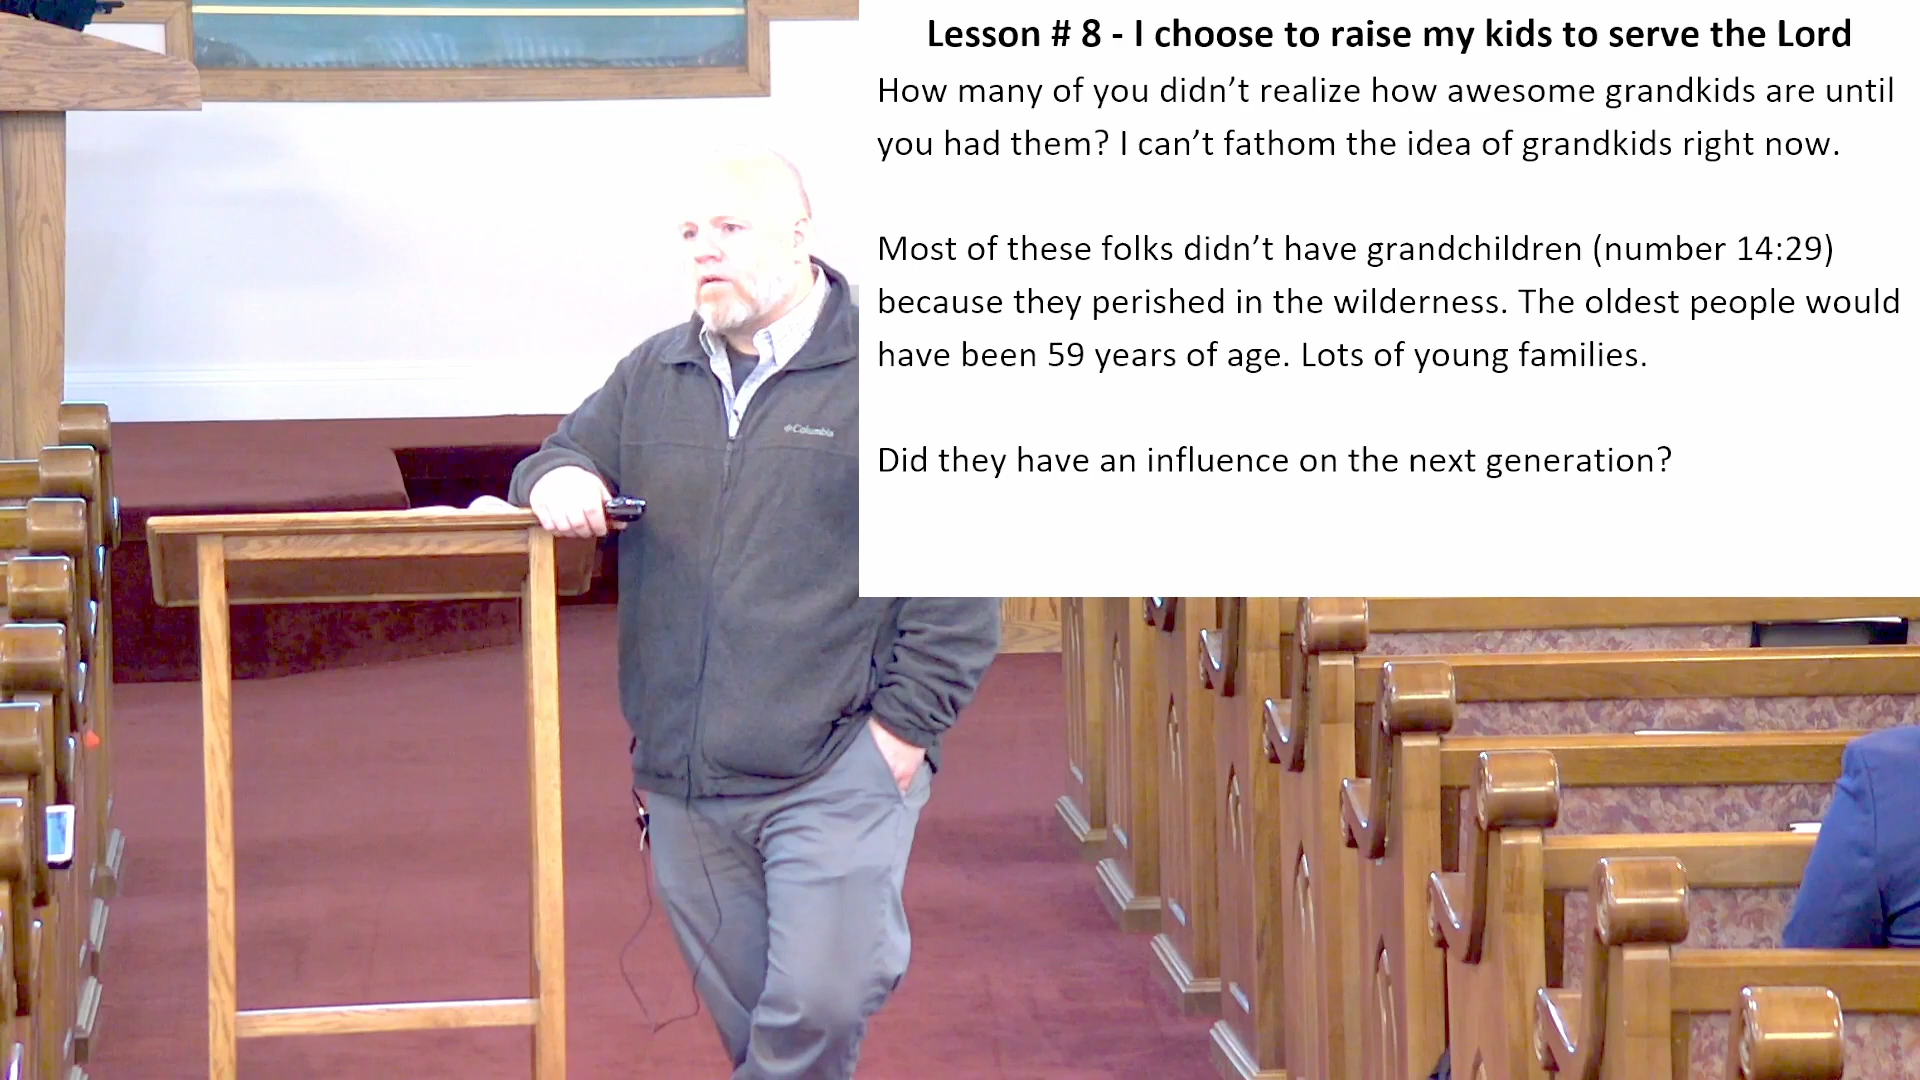 Lesson # 8 - I choose to raise my kids to serve the Lord
How many of you didn’t realize how awesome grandkids are until
you had them? I can’t fathom the idea of grandkids right now.
Most of these folks didn’t have grandchildren (number 14:29)
because they perished in the wilderness. The oldest people would
have been 59 years of age. Lots of young families.
Did they have an influence on the next generation?
Columbia